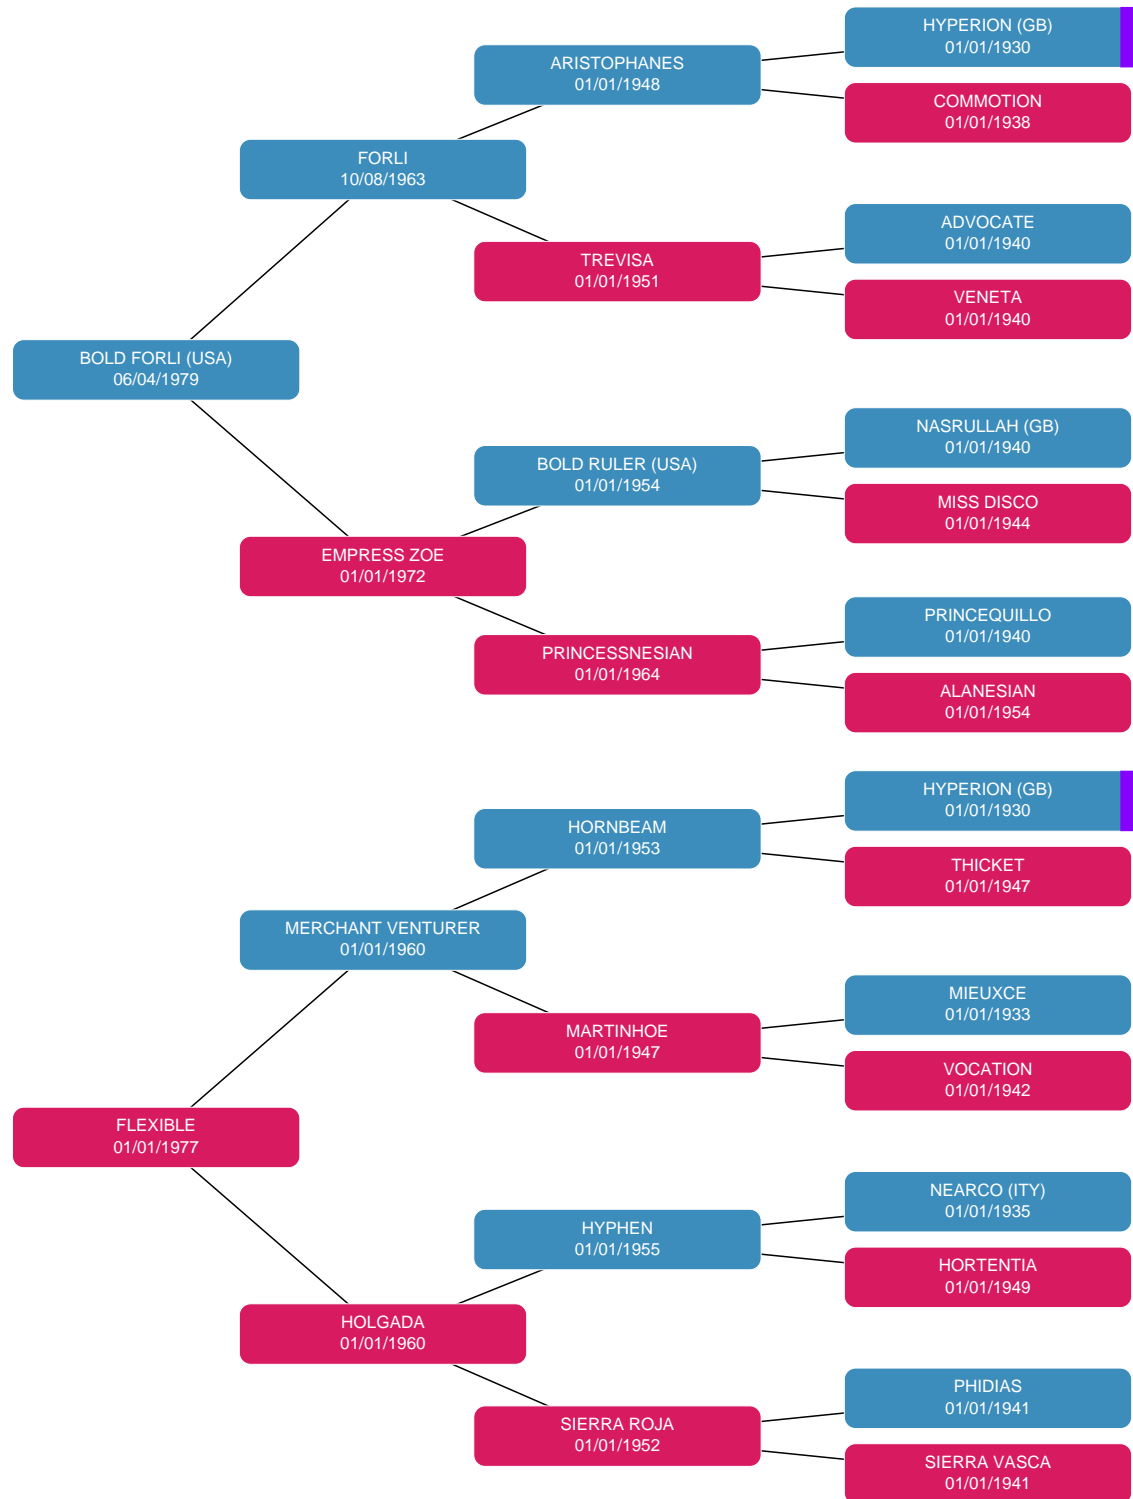 HYPERION (GB)
01/01/1930
ARISTOPHANES
01/01/1948
COMMOTION
01/01/1938
FORLI
10/08/1963
ADVOCATE
01/01/1940
TREVISA
01/01/1951
VENETA
01/01/1940
BOLD FORLI (USA)
06/04/1979
NASRULLAH (GB)
01/01/1940
BOLD RULER (USA)
01/01/1954
MISS DISCO
01/01/1944
EMPRESS ZOE
01/01/1972
PRINCEQUILLO
01/01/1940
PRINCESSNESIAN
01/01/1964
ALANESIAN
01/01/1954
HYPERION (GB)
01/01/1930
HORNBEAM
01/01/1953
THICKET
01/01/1947
MERCHANT VENTURER
01/01/1960
MIEUXCE
01/01/1933
MARTINHOE
01/01/1947
VOCATION
01/01/1942
FLEXIBLE
01/01/1977
NEARCO (ITY)
01/01/1935
HYPHEN
01/01/1955
HORTENTIA
01/01/1949
HOLGADA
01/01/1960
PHIDIAS
01/01/1941
SIERRA ROJA
01/01/1952
SIERRA VASCA
01/01/1941